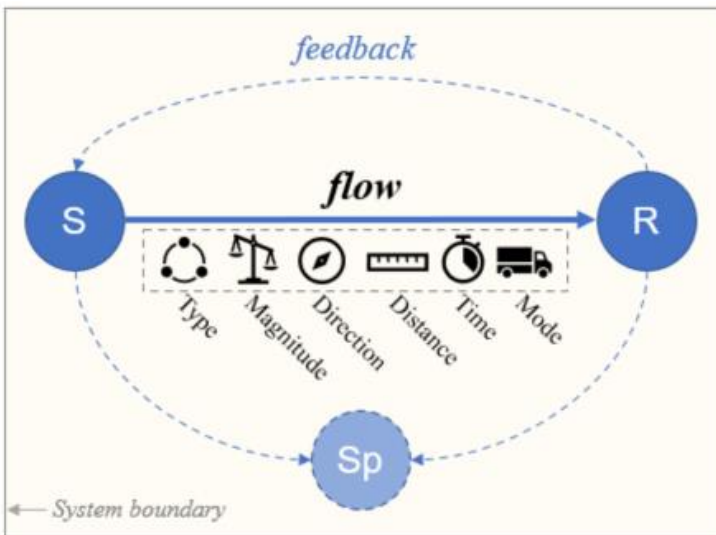 feedback
flow
S
R
Type
Magnitude
Direction
Distance
Time
Mode
Sp
System boundary